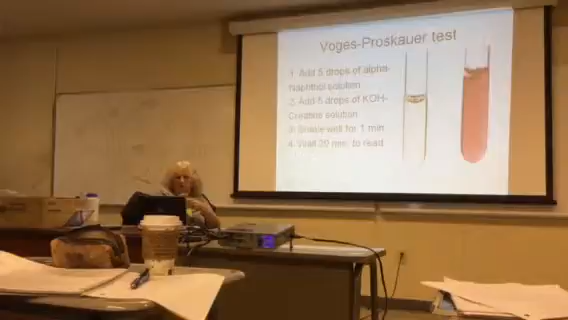 Voges-Proskauer test
1. Add 5 drops of alpha-
Naphthol solution
2. Add 5 drops of KOH-
Creatine solution
3. Shake well for 1 min
4. Wait 20 min. to read